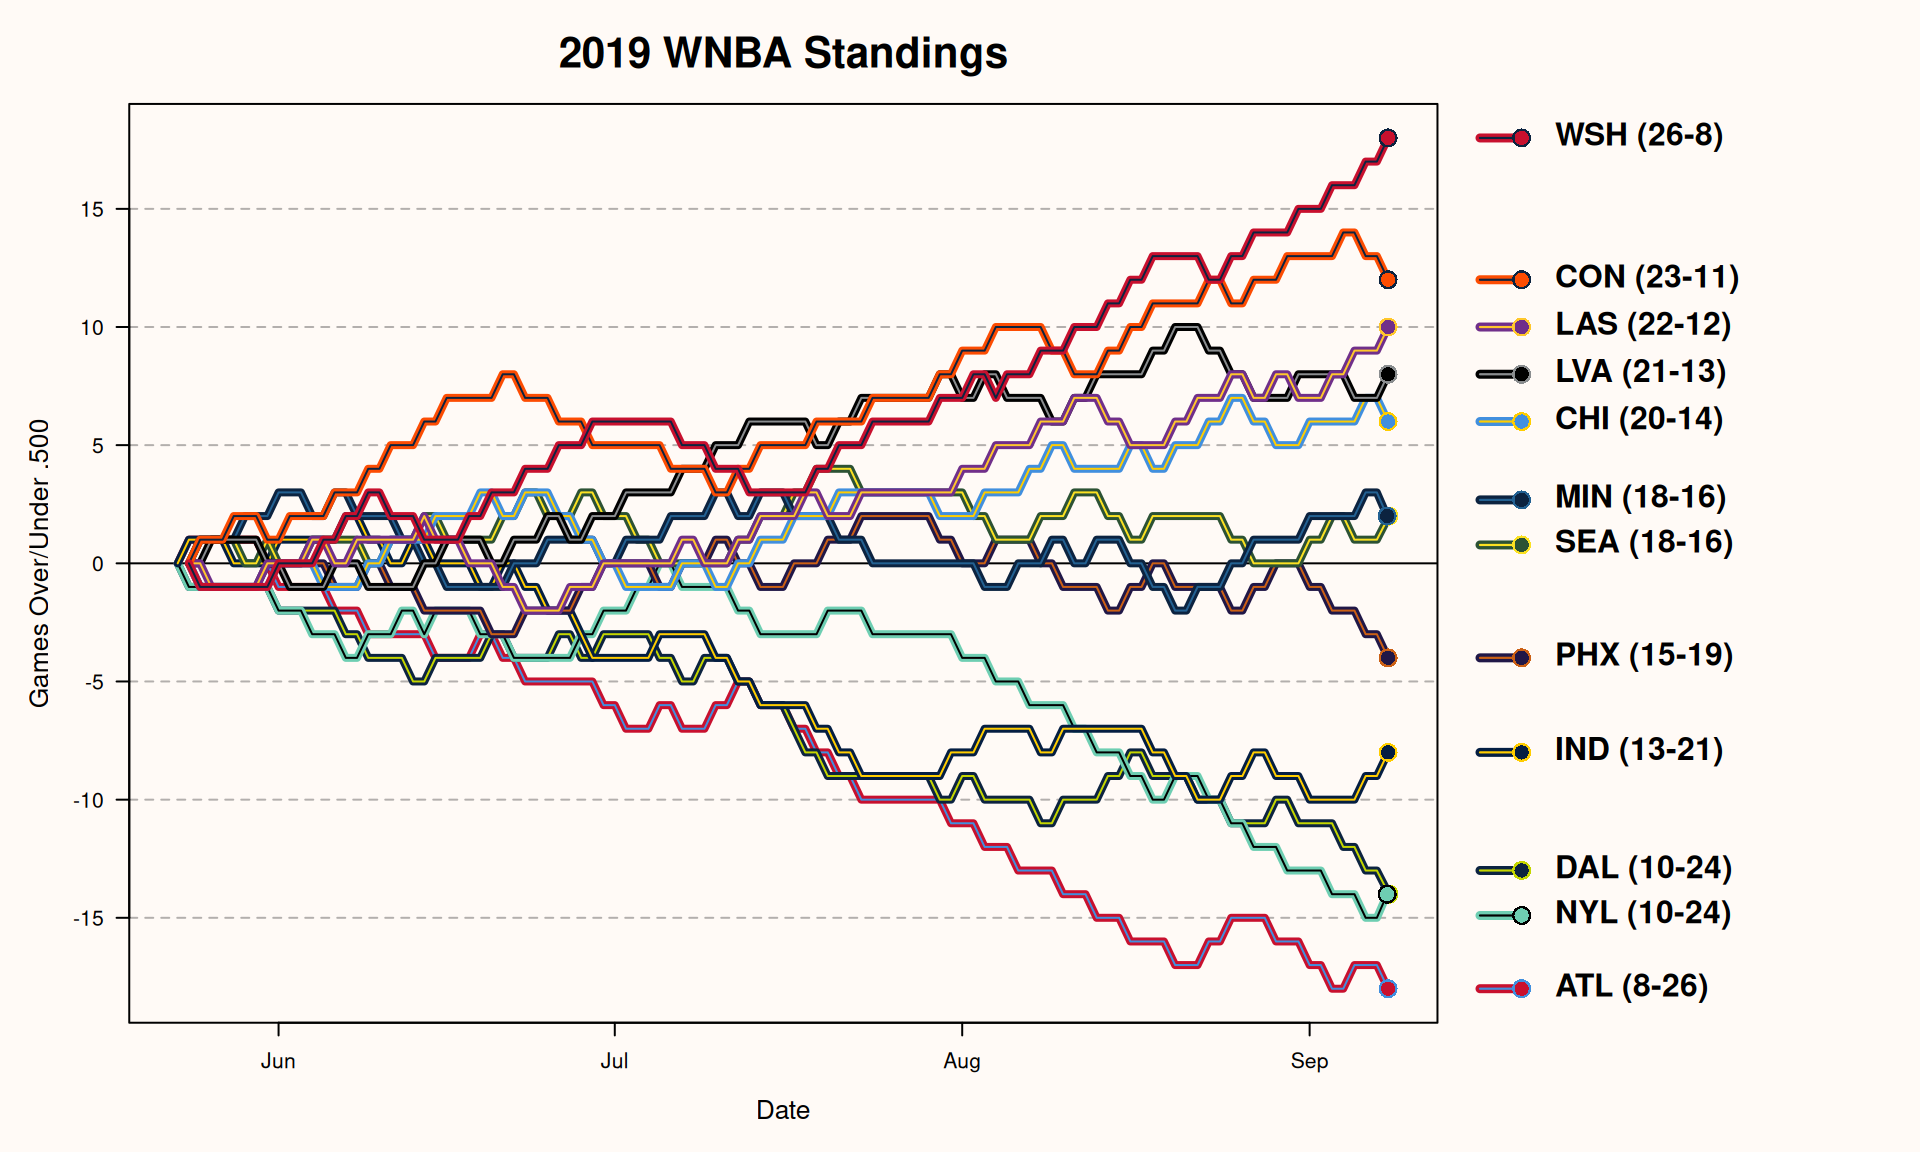 2019 WNBA Standings
Games Over/Under .500
15
10
5
0
-5
-10
-15
Jun
Jul
Aug
Sep
Date
WSH (26-8)
CON (23-11)
LAS (22-12)
LVA (21-13)
CHI (20-14)
MIN (18-16)
SEA (18-16)
PHX (15-19)
IND (13-21)
DAL (10-24)
NYL (10-24)
ATL (8-26)